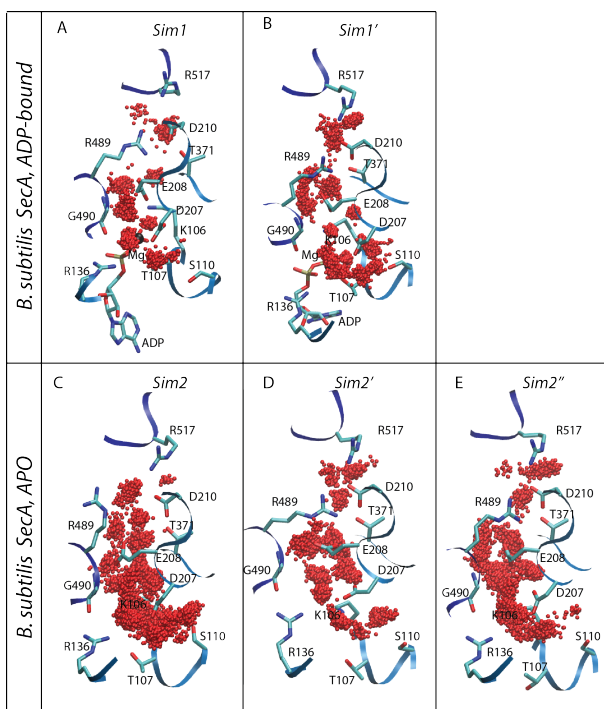 B. subtilis SecA, ADP-bound
A
Sim1
R517
D210
R489
T371
E208
G490
D207
K106
Mg
S110
R136
T107
ADP
B
Sim1'
R517
D210
R489
T371
E208
G490
D207
K106
Mg
S110
T107
R136
ADP
B. subtilis SecA, APO
C
Sim2
R517
D210
R489
T371
E208
G490
D207
K106
S110
R136
T107
D
Sim2'
R517
D210
R489
T371
E208
G490
D207
K106
S110
R136
T107
E
Sim2″
R517
D210
R489
T371
E208
G490
D207
K106
S110
R136
T107